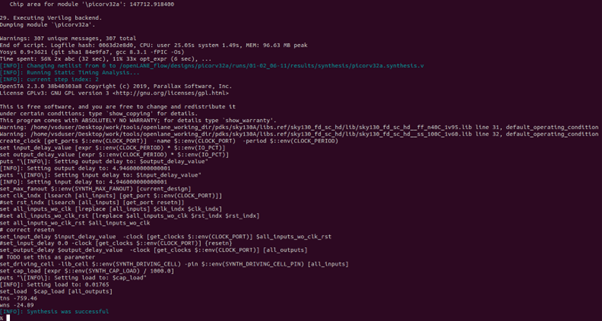 Chip area for module '\picorv32a': 147712.918400
29. Executing Verilog backend.
Dumping module `\picorv32a'.
Warnings: 307 unique messages, 307 total
End of script. Logfile hash: CPU: user 25.05s system 1.49s, MEM: 96.63 MB peak
Yosys 0.9+3621 (git sha1 84e9fa7, gcc 8.3.1 -fPIC -Os)
Time spent: 56% 2x abc (32 sec), 11% 33x opt_expr (6 sec), ...
[INFO]: Changing netlist from 0 to /openLANE_flow/designs/picorv32a/runs/01-02_06-11/results/synthesis/picorv32a.synthesis.v
[INFO]: Running Static Timing Analysis...
[INFO]: current step index: 2
OpenSTA 2.3.0 38b40303a8 Copyright (c) 2019, Parallax Software, Inc.
License GPLv3: GNU GPL version 3 <http://gnu.org/licenses/gpl.html>
This is free software, and you are free to change and redistribute it
under certain conditions; type `show_copying' for details.
This program comes with ABSOLUTELY NO WARRANTY; for details type `show_warranty'.
Warning: /home/vsduser/Desktop/work/tools/openlane_working_dir/pdks/sky130A/libs.ref/sky130_fd_sc_hd/lib/sky130_fd_sc_hd__ff_n40C_1v95.lib line 31, default_operating_condition
Warning: /home/vsduser/Desktop/work/tools/openlane_working_dir/pdks/sky130A/libs.ref/sky130_fd_sc_hd/lib/sky130_fd_sc_hd__ss_100C_1v60.lib line 32, default_operating_condition
create_clock [get_ports $::env(CLOCK_PORT)] -name $::env(CLOCK_PORT) -period $::env(CLOCK_PERIOD)
set input_delay_value [expr $::env(CLOCK_PERIOD) * $::env(IO_PCT)]
set output_delay_value [expr $::env(CLOCK_PERIOD) * $::env(IO_PCT)]
puts "\[INFO\]: Setting output delay to: $output_delay_value"
[INFO]: Setting output delay to: 4.946000000000001
puts "\[INFO\]: Setting input delay to: $input_delay_value"
[INFO]: Setting input delay to: 4.946000000000001
set_max_fanout $::env(SYNTH_MAX_FANOUT) [current_design]
set clk_indx [lsearch [all_inputs] [get_port $::env(CLOCK_PORT)]]
#set rst_indx [lsearch [all_inputs] [get_port resetn]]
set all_inputs_wo_clk [lreplace [all_inputs] $clk_indx $clk_indx]
#set all_inputs_wo_clk_rst [lreplace $all_inputs_wo_clk $rst_indx $rst_indx]
set all_inputs_wo_clk_rst $all_inputs_wo_clk
# correct resetn
set_input_delay $input_delay_value -clock [get_clocks $::env(CLOCK_PORT)] $all_inputs_wo_clk_rst
#set_input_delay 0.0 -clock [get_clocks $::env(CLOCK_PORT)] {resetn}
set_output_delay $output_delay_value -clock [get_clocks $::env(CLOCK_PORT)] [all_outputs]
# TODO set this as parameter
set_driving_cell -lib_cell $::env(SYNTH_DRIVING_CELL) -pin $::env(SYNTH_DRIVING_CELL_PIN) [all_inputs]
set cap_load [expr $::env(SYNTH_CAP_LOAD) / 1000.0]
puts "\[INFO\]: Setting load to: $cap_load"
[INFO]: Setting load to: 0.01765
set_load $cap_load [all_outputs]
tns -759.46
wns -24.89
[INFO]: Synthesis was successful
%